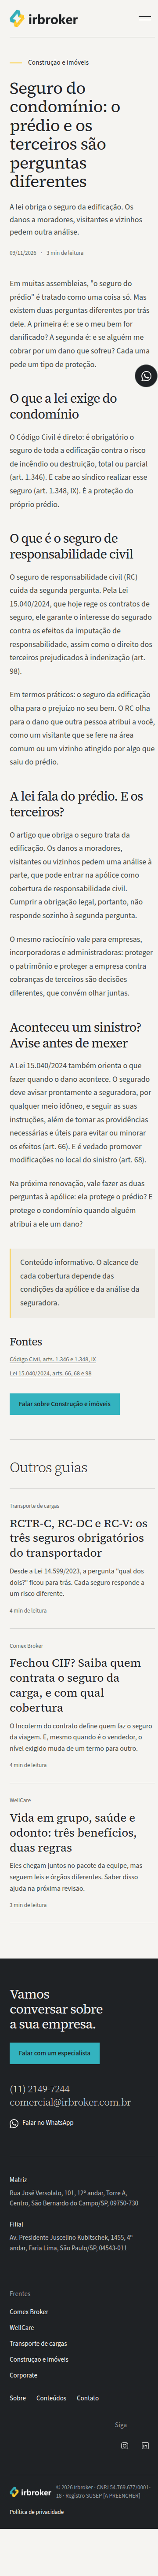 irbroker
Construção e imóveis
Seguro do
condomínio: o
prédio e os
terceiros são
perguntas
diferentes
A lei obriga o seguro da edificação. Os
danos a moradores, visitantes e vizinhos
pedem outra análise.
09/11/2026 · 3 min de leitura
Em muitas assembleias, "o seguro do
prédio" é tratado como uma coisa só. Mas
existem duas perguntas diferentes por trás
dele. A primeira é: e se o meu bem for
danificado? A segunda é: e se alguém me
cobrar por um dano que sofreu? Cada uma
pede um tipo de proteção.
O que a lei exige do
condomínio
O Código Civil é direto: é obrigatório o
seguro de toda a edificação contra o risco
de incêndio ou destruição, total ou parcial
(art. 1.346). E cabe ao síndico realizar esse
seguro (art. 1.348, IX). É a proteção do
próprio prédio.
O que é o seguro de
responsabilidade civil
O seguro de responsabilidade civil (RC)
cuida da segunda pergunta. Pela Lei
15.040/2024, que hoje rege os contratos de
seguro, ele garante o interesse do segurado
contra os efeitos da imputação de
responsabilidade, assim como o direito dos
terceiros prejudicados à indenização (art.
98).
Em termos práticos: o seguro da edificação
olha para o prejuízo no seu bem. O RC olha
para o dano que outra pessoa atribui a você,
como um visitante que se fere na área
comum ou um vizinho atingido por algo que
saiu do prédio.
A lei fala do prédio. E os
terceiros?
O artigo que obriga o seguro trata da
edificação. Os danos a moradores,
visitantes ou vizinhos pedem uma análise à
parte, que pode entrar na apólice como
cobertura de responsabilidade civil.
Cumprir a obrigação legal, portanto, não
responde sozinho à segunda pergunta.
O mesmo raciocínio vale para empresas,
incorporadoras e administradoras: proteger
o patrimônio e proteger a empresa contra
cobranças de terceiros são decisões
diferentes, que convém olhar juntas.
Aconteceu um sinistro?
Avise antes de mexer
A Lei 15.040/2024 também orienta o que
fazer quando o dano acontece. O segurado
deve avisar prontamente a seguradora, por
qualquer meio idôneo, e seguir as suas
instruções, além de tomar as providências
necessárias e úteis para evitar ou minorar
os efeitos (art. 66). E é vedado promover
modificações no local do sinistro (art. 68).
Na próxima renovação, vale fazer as duas
perguntas à apólice: ela protege o prédio? E
protege o condomínio quando alguém
atribui a ele um dano?
Conteúdo informativo. O alcance de
cada cobertura depende das
condições da apólice e da análise da
seguradora.
Fontes
Código Civil, arts. 1.346 e 1.348, IX
Lei 15.040/2024, arts. 66, 68 e 98
Falar sobre Construção e imóveis
Outros guias
Transporte de cargas
RCTR-C, RC-DC e RC-V: os
três seguros obrigatórios
do transportador
Desde a Lei 14.599/2023, a pergunta "qual dos
dois?" ficou para trás. Cada seguro responde a
um risco diferente.
4 min de leitura
Comex Broker
Fechou CIF? Saiba quem
contrata o seguro da
carga, e com qual
cobertura
O Incoterm do contrato define quem faz o seguro
da viagem. E, mesmo quando é o vendedor, o
nível exigido muda de um termo para outro.
4 min de leitura
WellCare
Vida em grupo, saúde e
odonto: três benefícios,
duas regras
Eles chegam juntos no pacote da equipe, mas
seguem leis e órgãos diferentes. Saber disso
ajuda na próxima revisão.
3 min de leitura
Vamos
conversar sobre
a sua empresa.
Falar com um especialista
(11) 2149-7244
comercial@irbroker.com.br
Falar no WhatsApp
Matriz
Rua José Versolato, 101, 12º andar, Torre A,
Centro, São Bernardo do Campo/SP, 09750-730
Filial
Av. Presidente Juscelino Kubitschek, 1455, 4º
andar, Faria Lima, São Paulo/SP, 04543-011
Frentes
Comex Broker
WellCare
Transporte de cargas
Construção e imóveis
Corporate
Sobre Conteúdos Contato
Siga
irbroker
© 2026 irbroker · CNPJ 54.769.677/0001-
16 · Registro SUSEP [A PREENCHER]
Política de privacidade